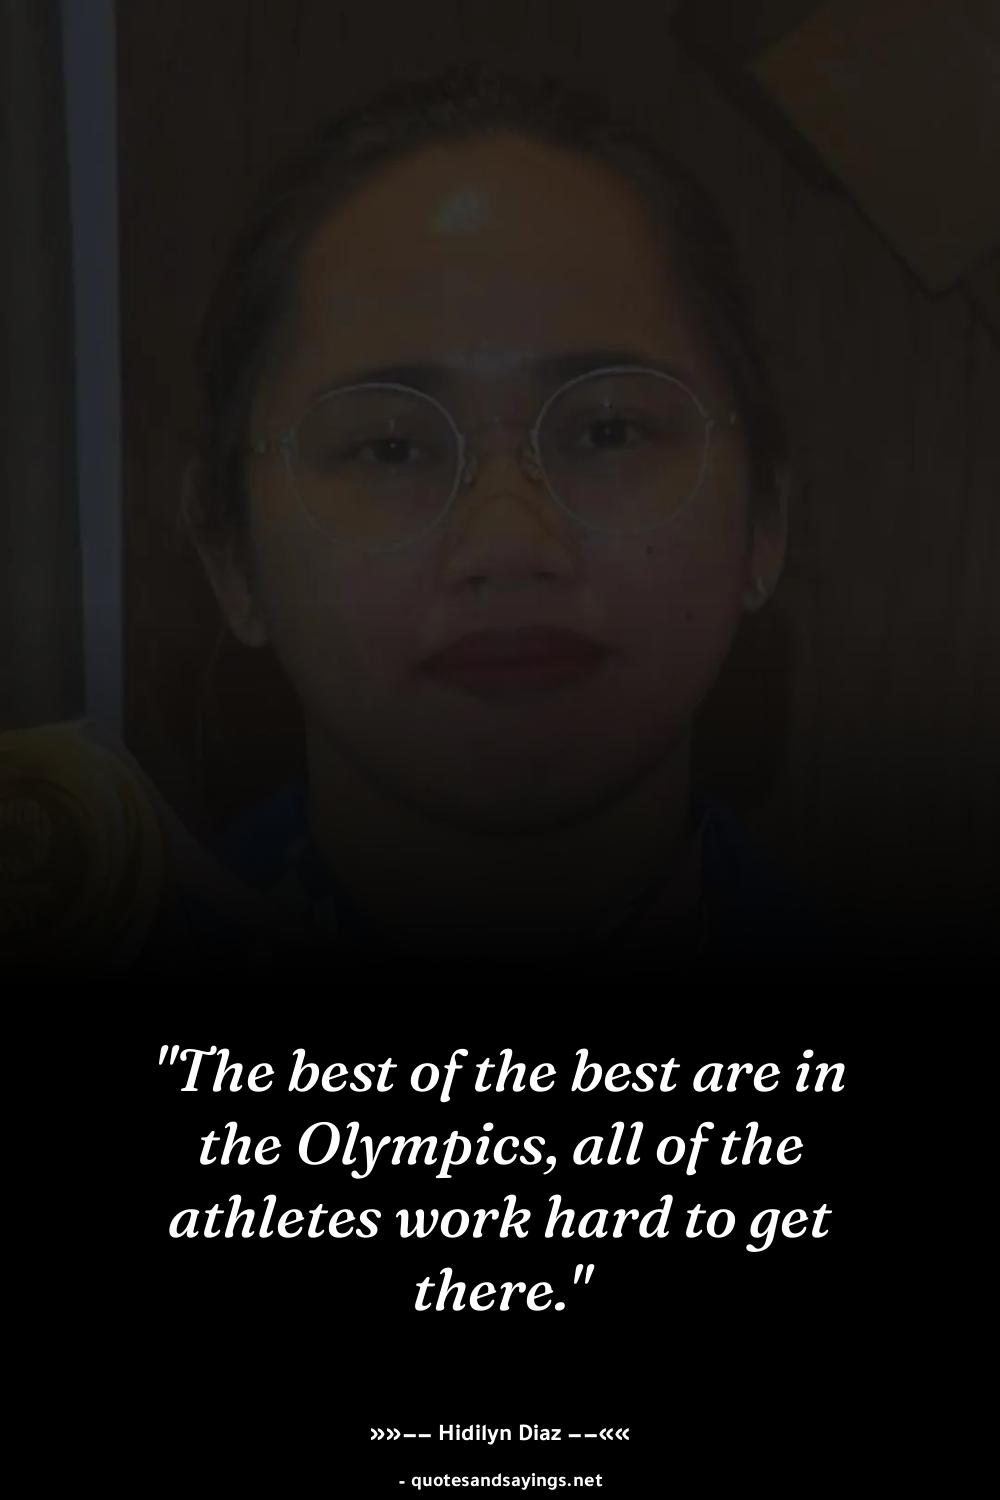 "The best of the best are in
the Olympics, all of the
athletes work hard to get
there."
»»–– Hidilyn Diaz ––««
- quotesandsayings.net